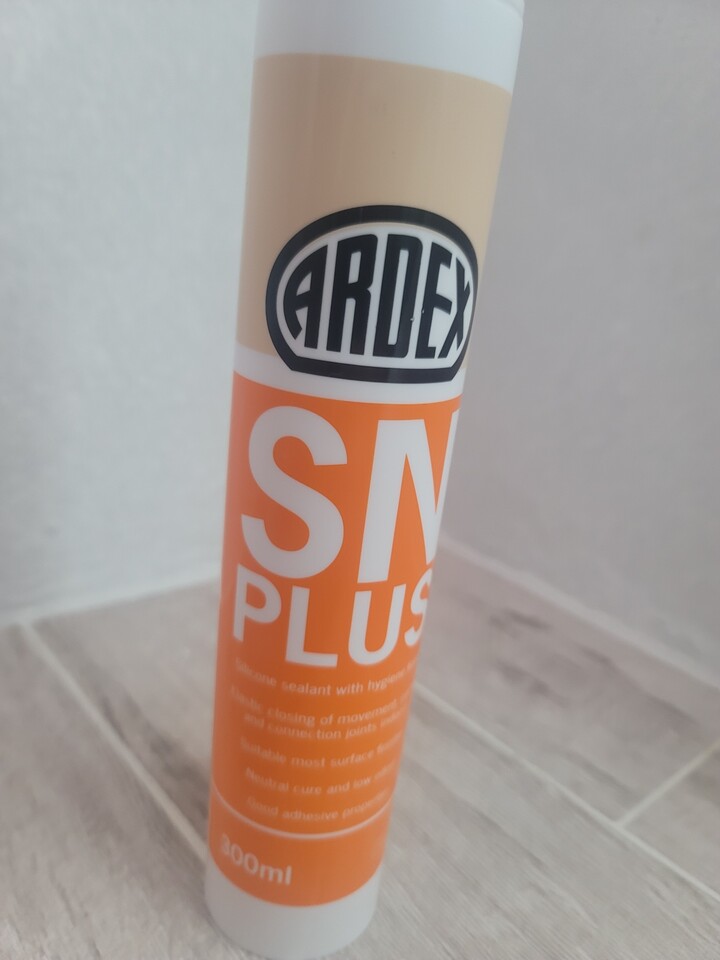 ARDEX
SN
PLUS
Silicone sealant with hygiene
Elastic closing of movement
and connection joints
Suitable most surface
Neutral cure and low
Good adhesive
300ml